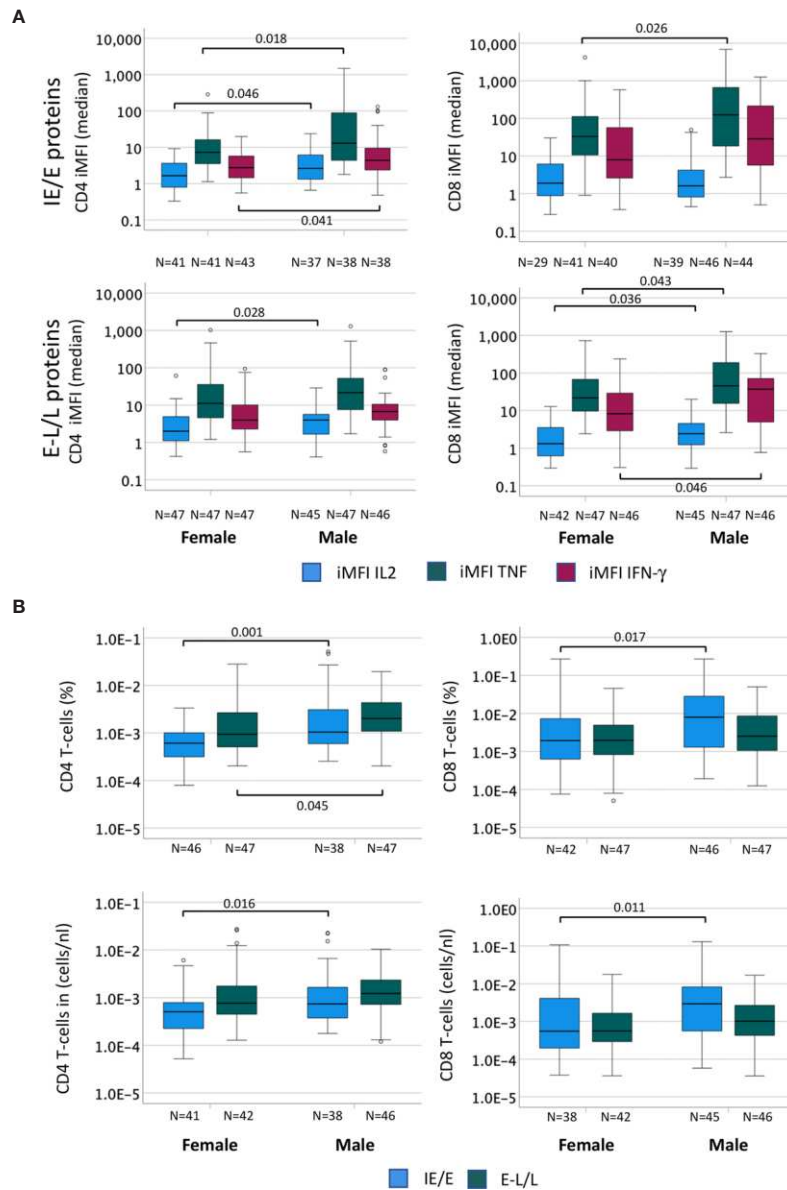 A
IE/E proteins
CD4 iMFI (median)
10,000
1,000
100
10
1
0.1
0.018
0.046
0.041
N=41 N=41 N=43 N=37 N=38 N=38
CD8 iMFI (median)
10,000
1,000
100
10
1
0.1
0.026
N=29 N=41 N=40 N=39 N=46 N=44
E-L/L proteins
CD4 iMFI (median)
10,000
1,000
100
10
1
0.1
0.028
N=47 N=47 N=47 N=45 N=47 N=46
Female Male
CD8 iMFI (median)
10,000
1,000
100
10
1
0.1
0.043
0.036
0.046
N=42 N=47 N=46 N=45 N=47 N=46
Female Male
iMFI IL2 iMFI TNF iMFI IFN-γ
B
CD4 T-cells (%)
1.0E-1
1.0E-2
1.0E-3
1.0E-4
1.0E-5
0.001
0.045
N=46 N=47 N=38 N=47
CD8 T-cells (%)
1.0E0
1.0E-1
1.0E-2
1.0E-3
1.0E-4
1.0E-5
0.017
N=42 N=47 N=46 N=47
CD4 T-cells in (cells/nl)
1.0E-1
1.0E-2
1.0E-3
1.0E-4
1.0E-5
0.016
N=41 N=42 N=38 N=46
Female Male
CD8 T-cells (cells/nl)
1.0E0
1.0E-1
1.0E-2
1.0E-3
1.0E-4
1.0E-5
0.011
N=38 N=42 N=45 N=46
Female Male
IE/E E-L/L